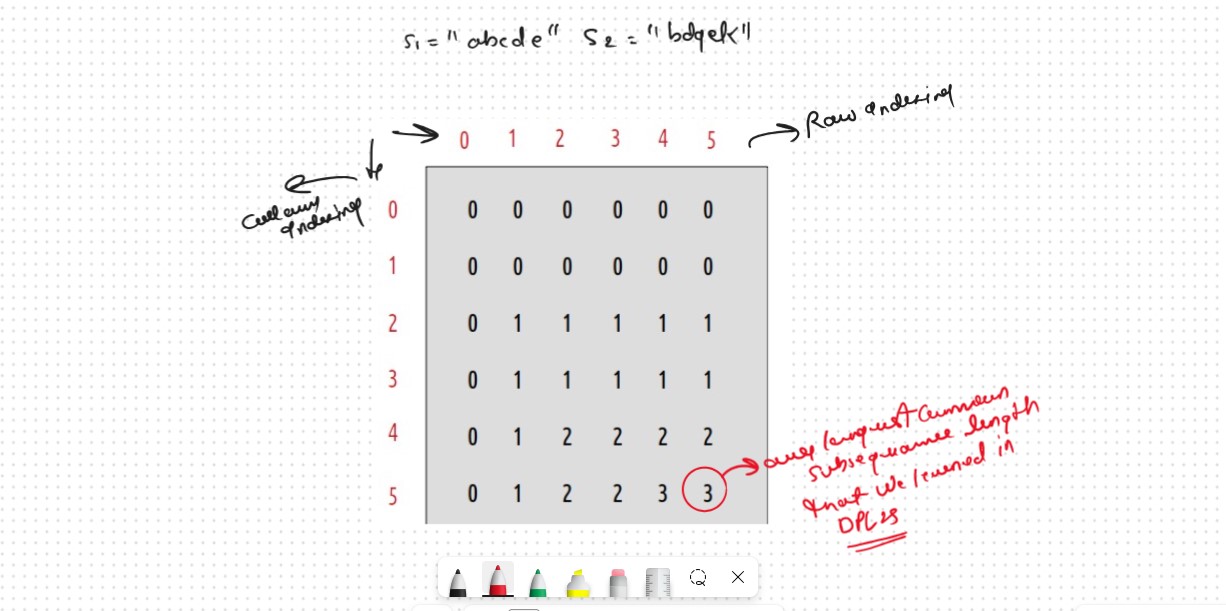 S1 = "abcde" S2 = "bdgek"
0 1 2 3 4 5
Row indexing
indexing
0 0 0 0 0 0 0
1 0 0 0 0 0 0
2 0 1 1 1 1 1
3 0 1 1 1 1 1
4 0 1 2 2 2 2
5 0 1 2 2 3 3
longest common
subsequence length
that we learned in